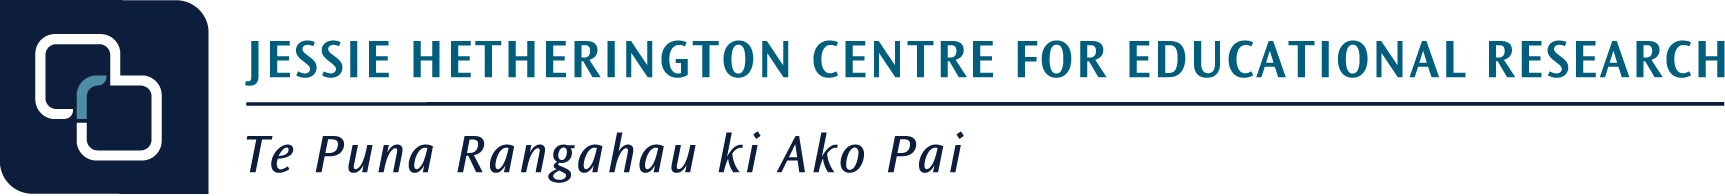 JESSIE HETHERINGTON CENTRE FOR EDUCATIONAL RESEARCH
Te Puna Rangahau ki Ako Pai